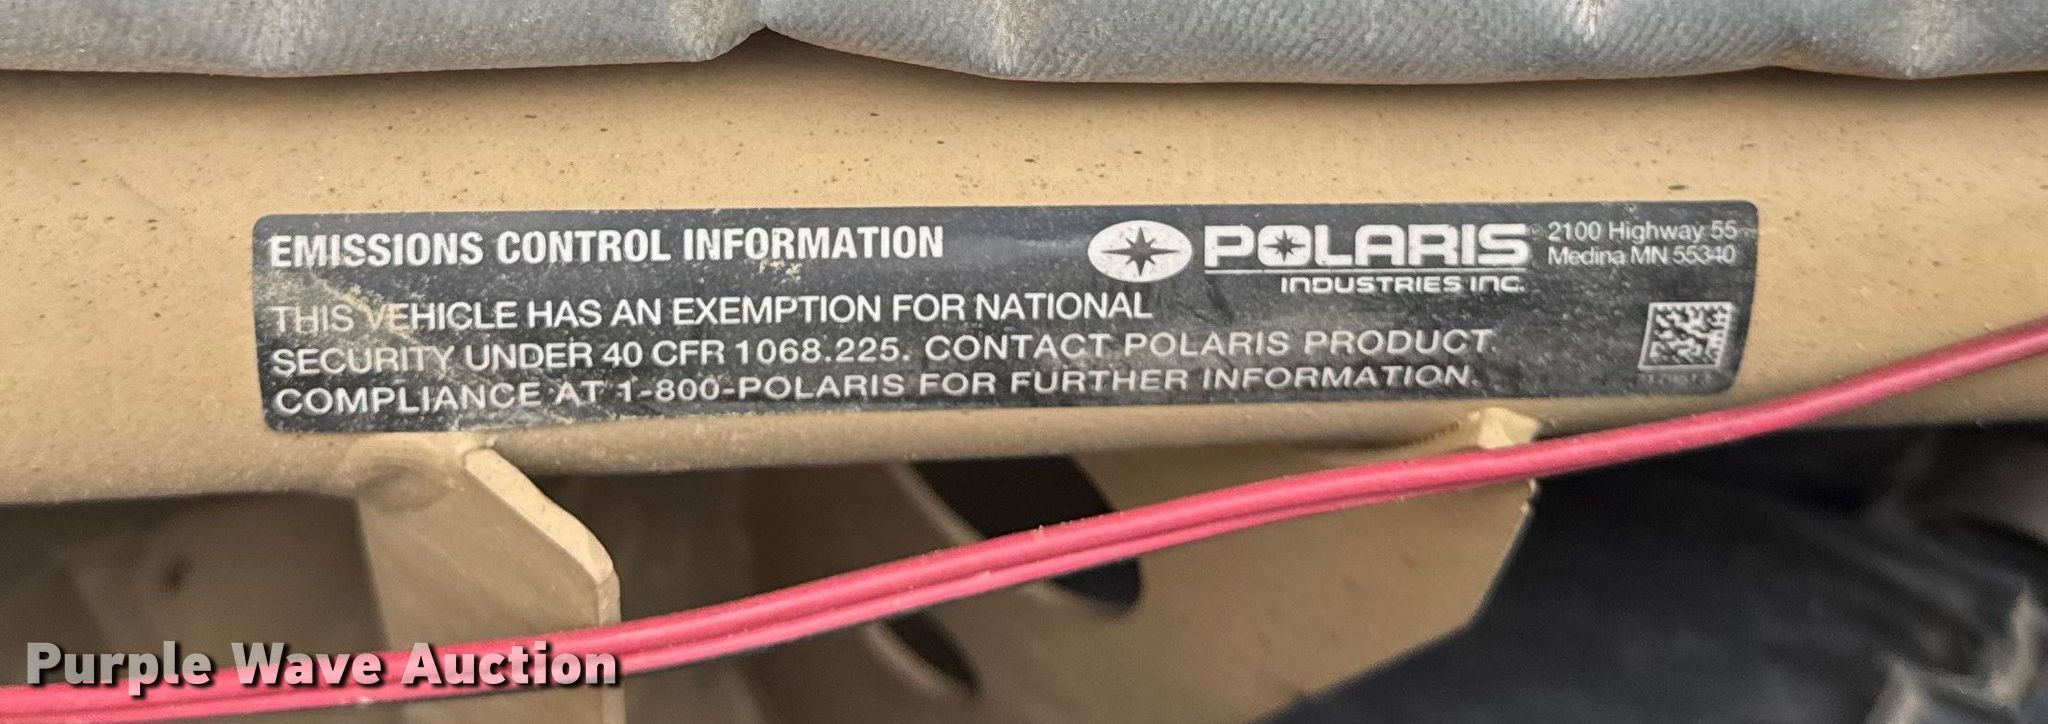 EMISSIONS CONTROL INFORMATION
POLARIS
INDUSTRIES INC.
2100 Highway 55
Medina MN 55340
THIS VEHICLE HAS AN EXEMPTION FOR NATIONAL
SECURITY UNDER 40 CFR 1068.225. CONTACT POLARIS PRODUCT
COMPLIANCE AT 1-800-POLARIS FOR FURTHER INFORMATION.
Purple Wave Auction